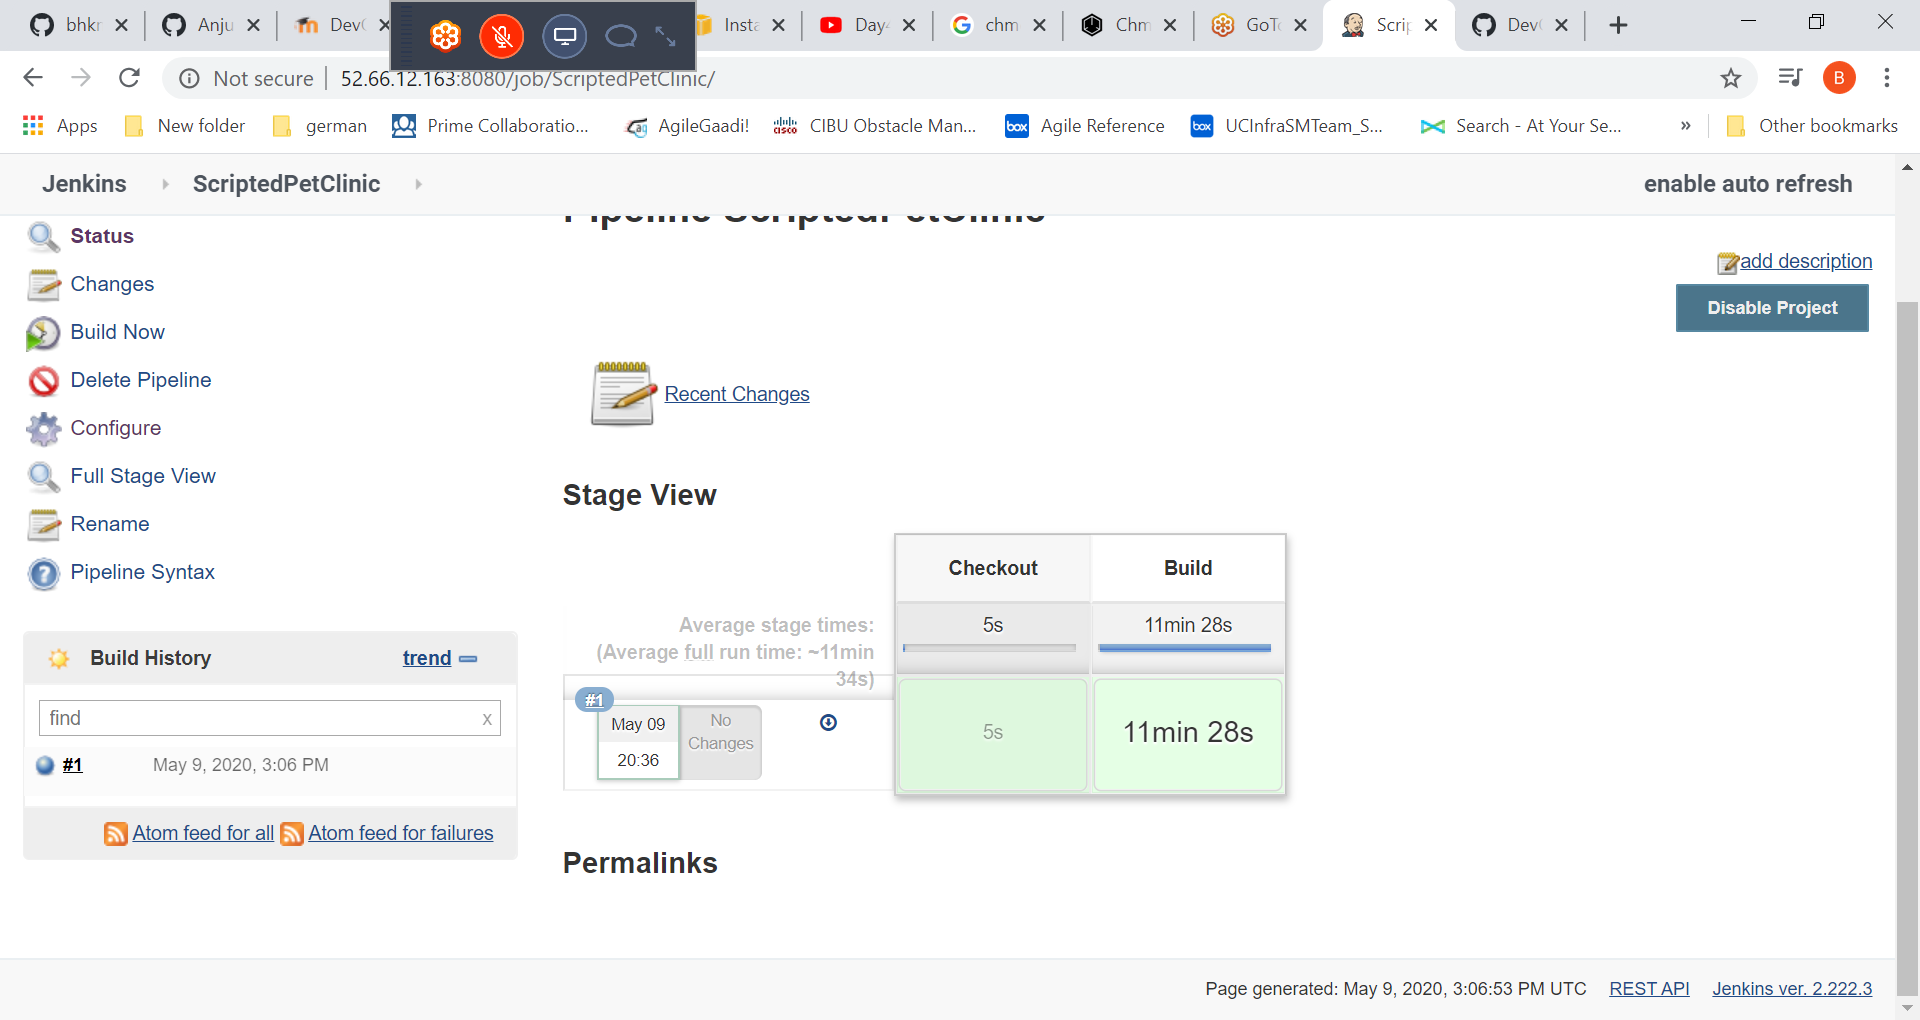 bhkr
Anju
Dev
Insta
Day
chm
Chm
GoTo
Scrip
Dev
Not secure
52.66.12.163:8080/job/ScriptedPetClinic/
B
Apps
New folder
german
Prime Collaboratio...
AgileGaadi!
CIBU Obstacle Man...
Agile Reference
UCInfraSMTeam_S...
Search - At Your Se...
»
Other bookmarks
Jenkins
ScriptedPetClinic
enable auto refresh
Pipeline ScriptedPetClinic
Status
Changes
Build Now
Delete Pipeline
Configure
Full Stage View
Rename
Pipeline Syntax
add description
Disable Project
Recent Changes
Stage View
Checkout
Build
Average stage times:
(Average full run time: ~11min
34s)
5s
11min 28s
#1
May 09
20:36
No
Changes
5s
11min 28s
Build History
trend
find
x
#1
May 9, 2020, 3:06 PM
Atom feed for all
Atom feed for failures
Permalinks
Page generated: May 9, 2020, 3:06:53 PM UTC
REST API
Jenkins ver. 2.222.3